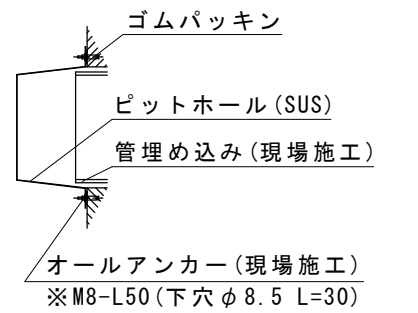 ゴムパッキン
ピットホール(SUS)
管埋め込み(現場施工)
オールアンカー(現場施工)
※M8-L50(下穴φ8.5 L=30)